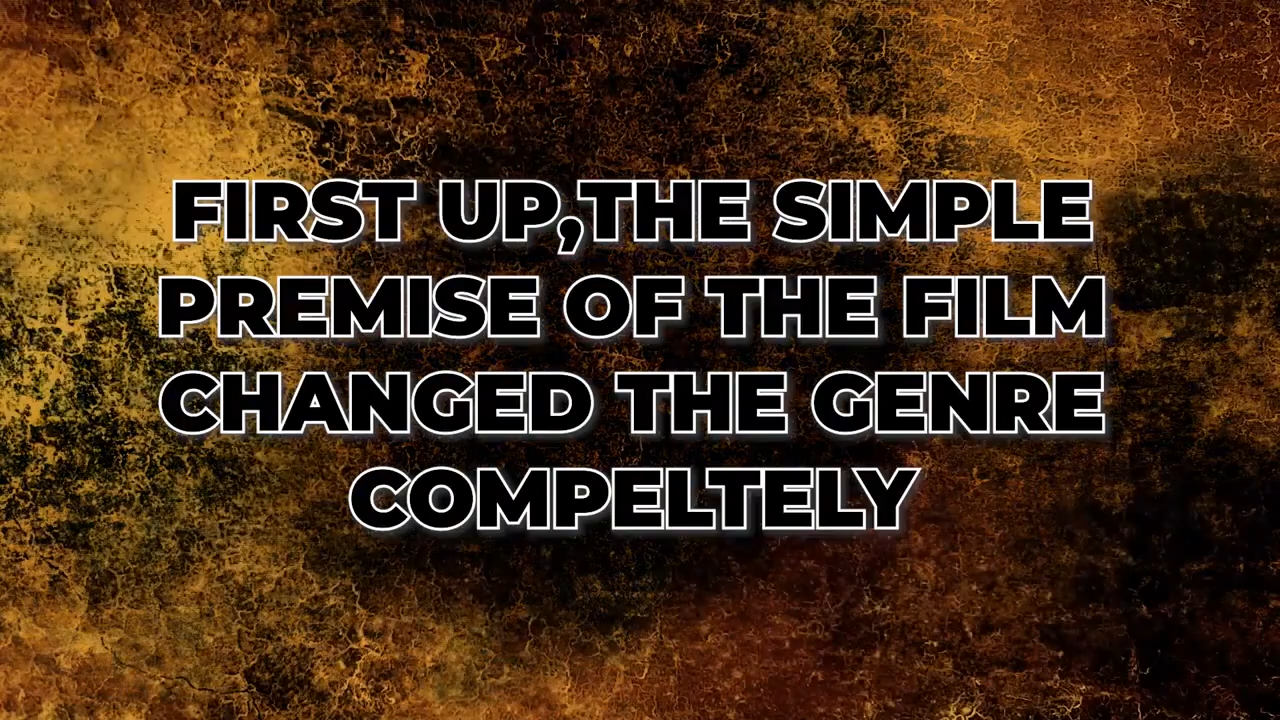 FIRST UP,THE SIMPLE
PREMISE OF THE FILM
CHANGED THE GENRE
COMPELTELY